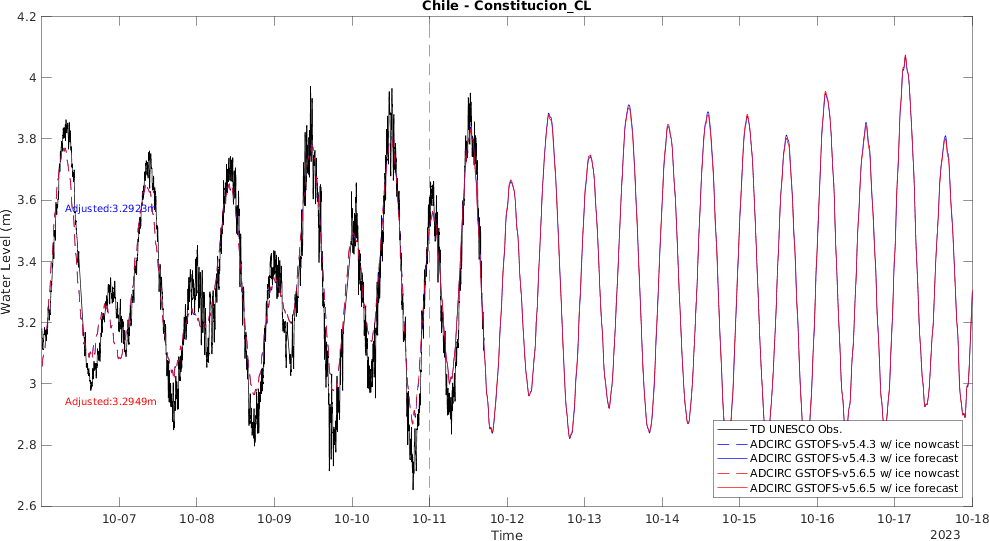 Chile - Constitucion_CL
4.2
4
3.8
3.6
3.4
3.2
3
2.8
2.6
Water Level (m)
Adjusted:3.2923m
Adjusted:3.2949m
TD UNESCO Obs.
ADCIRC GSTOFS-v5.4.3 w/ ice nowcast
ADCIRC GSTOFS-v5.4.3 w/ ice forecast
ADCIRC GSTOFS-v5.6.5 w/ ice nowcast
ADCIRC GSTOFS-v5.6.5 w/ ice forecast
10-07 10-08 10-09 10-10 10-11 10-12 10-13 10-14 10-15 10-16 10-17 10-18
Time
2023